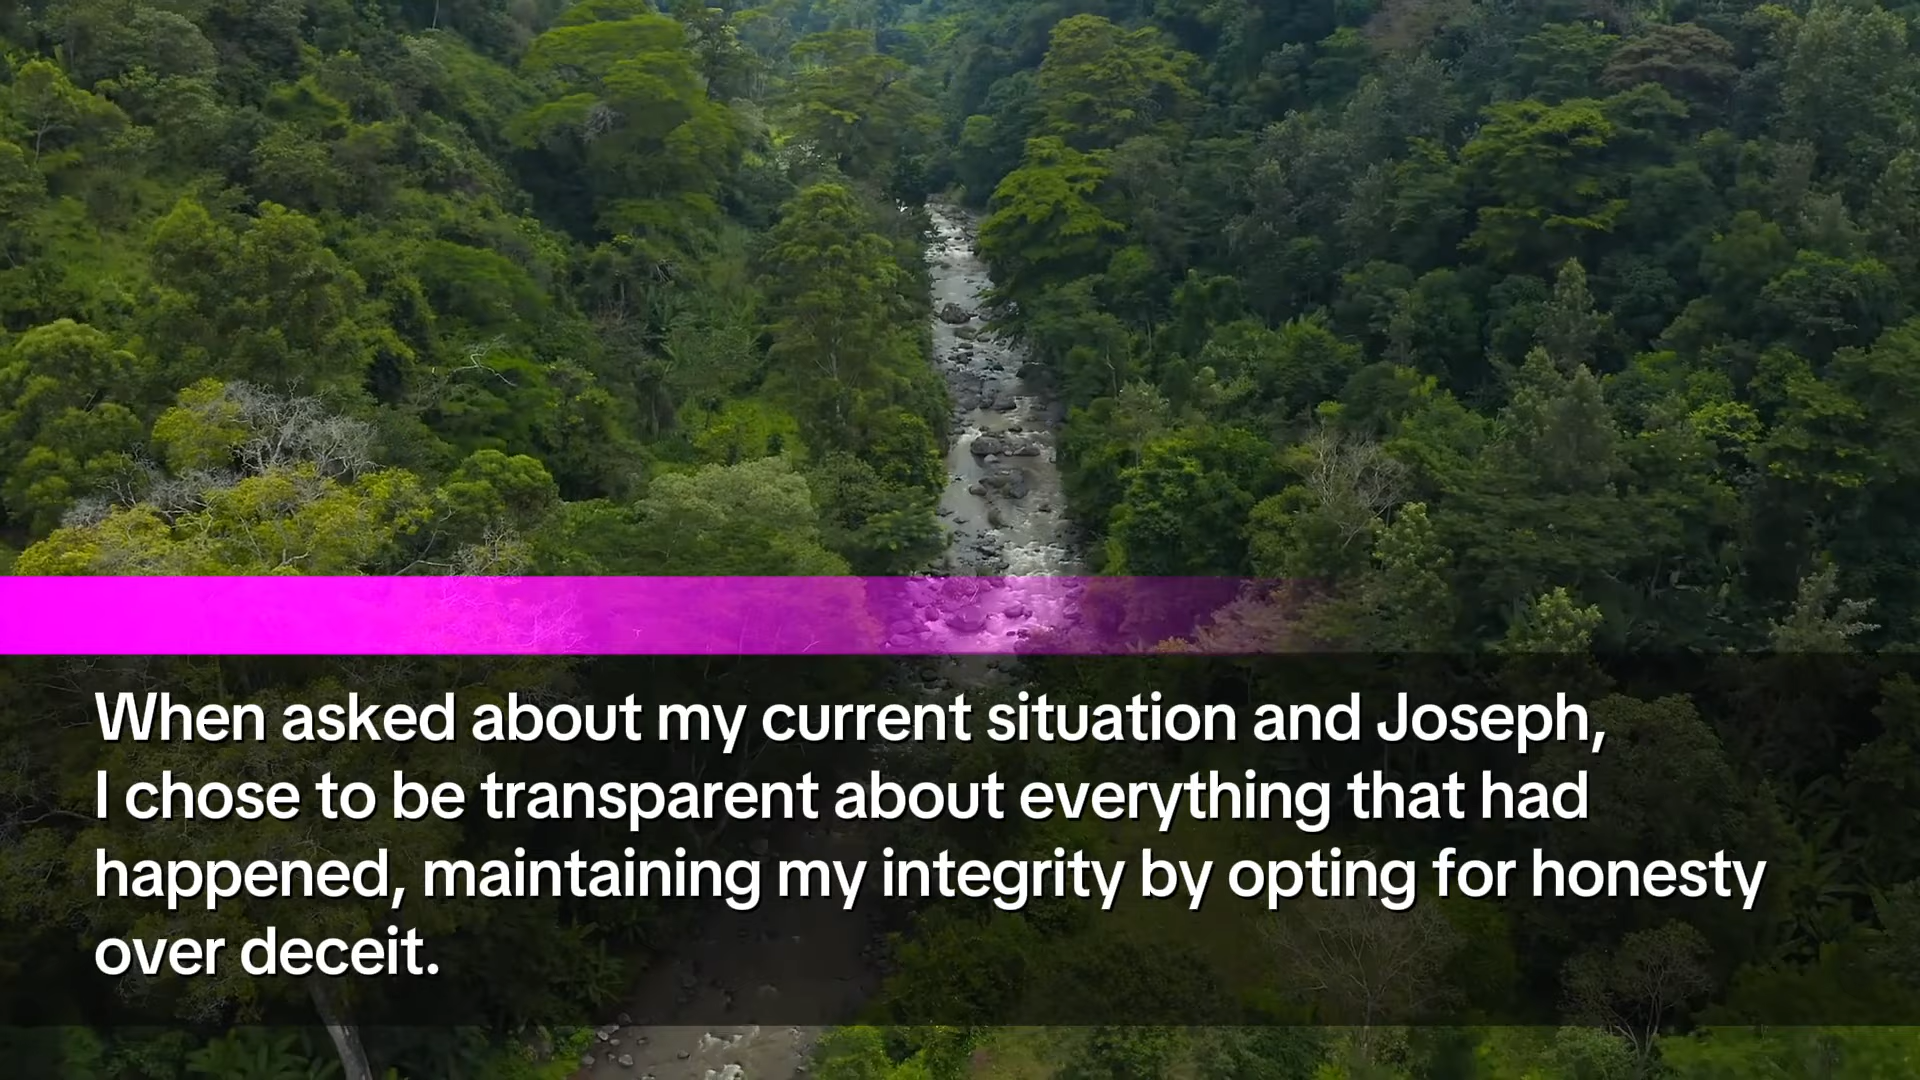 When asked about my current situation and Joseph,
I chose to be transparent about everything that had
happened, maintaining my integrity by opting for honesty
over deceit.